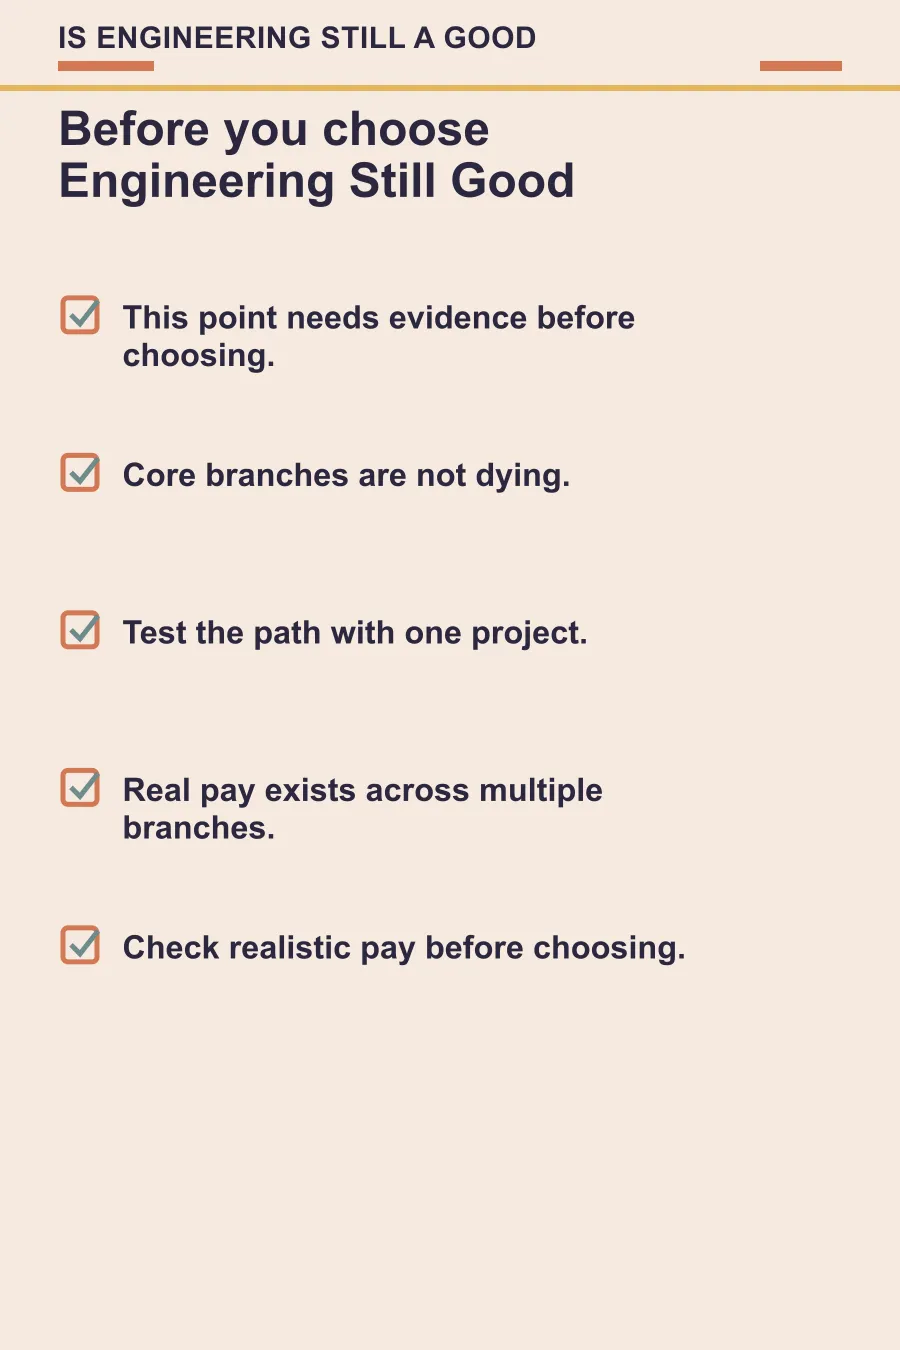 IS ENGINEERING STILL A GOOD
Before you choose
Engineering Still Good
This point needs evidence before
choosing.
Core branches are not dying.
Test the path with one project.
Real pay exists across multiple
branches.
Check realistic pay before choosing.